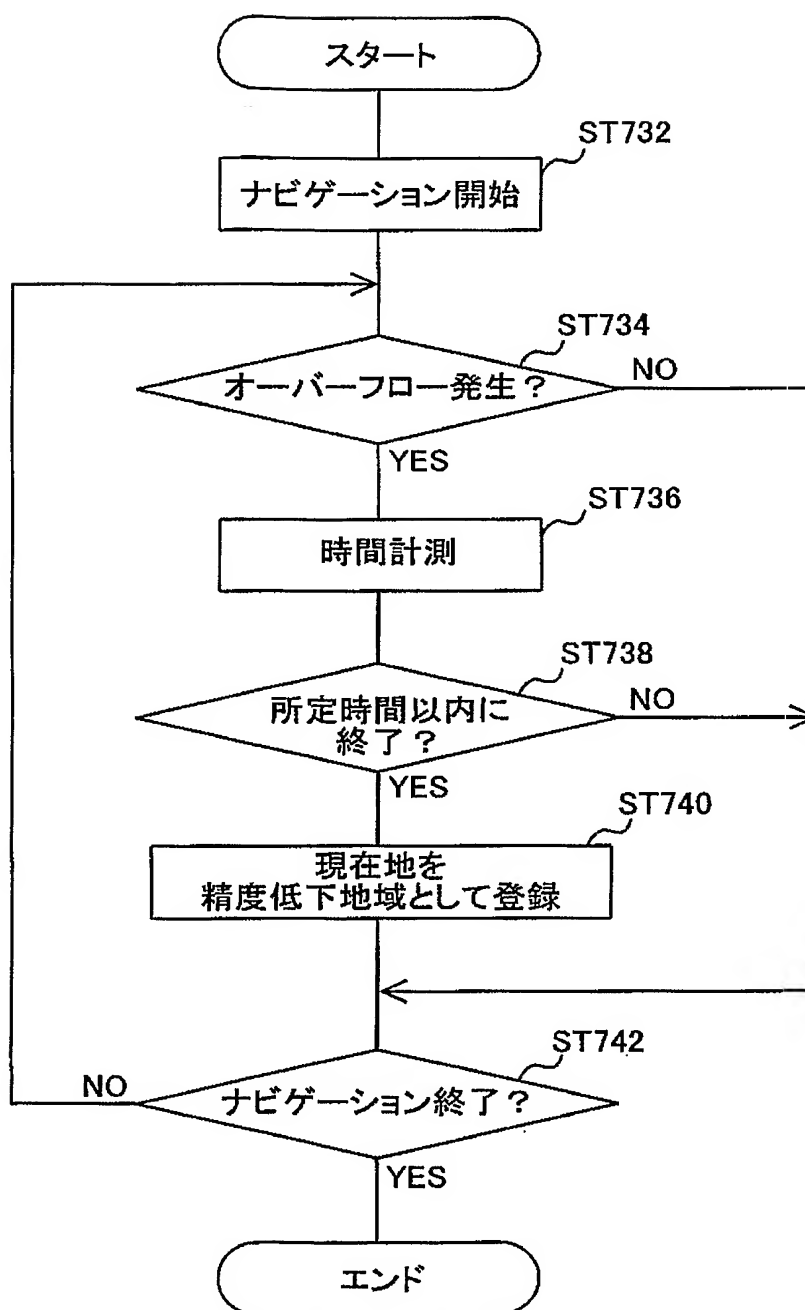 スタート
ST732
ナビゲーション開始
ST734
オーバーフロー発生？
NO
YES
ST736
時間計測
ST738
所定時間以内に
終了？
NO
YES
ST740
現在地を
精度低下地域として登録
ST742
NO
ナビゲーション終了？
YES
エンド